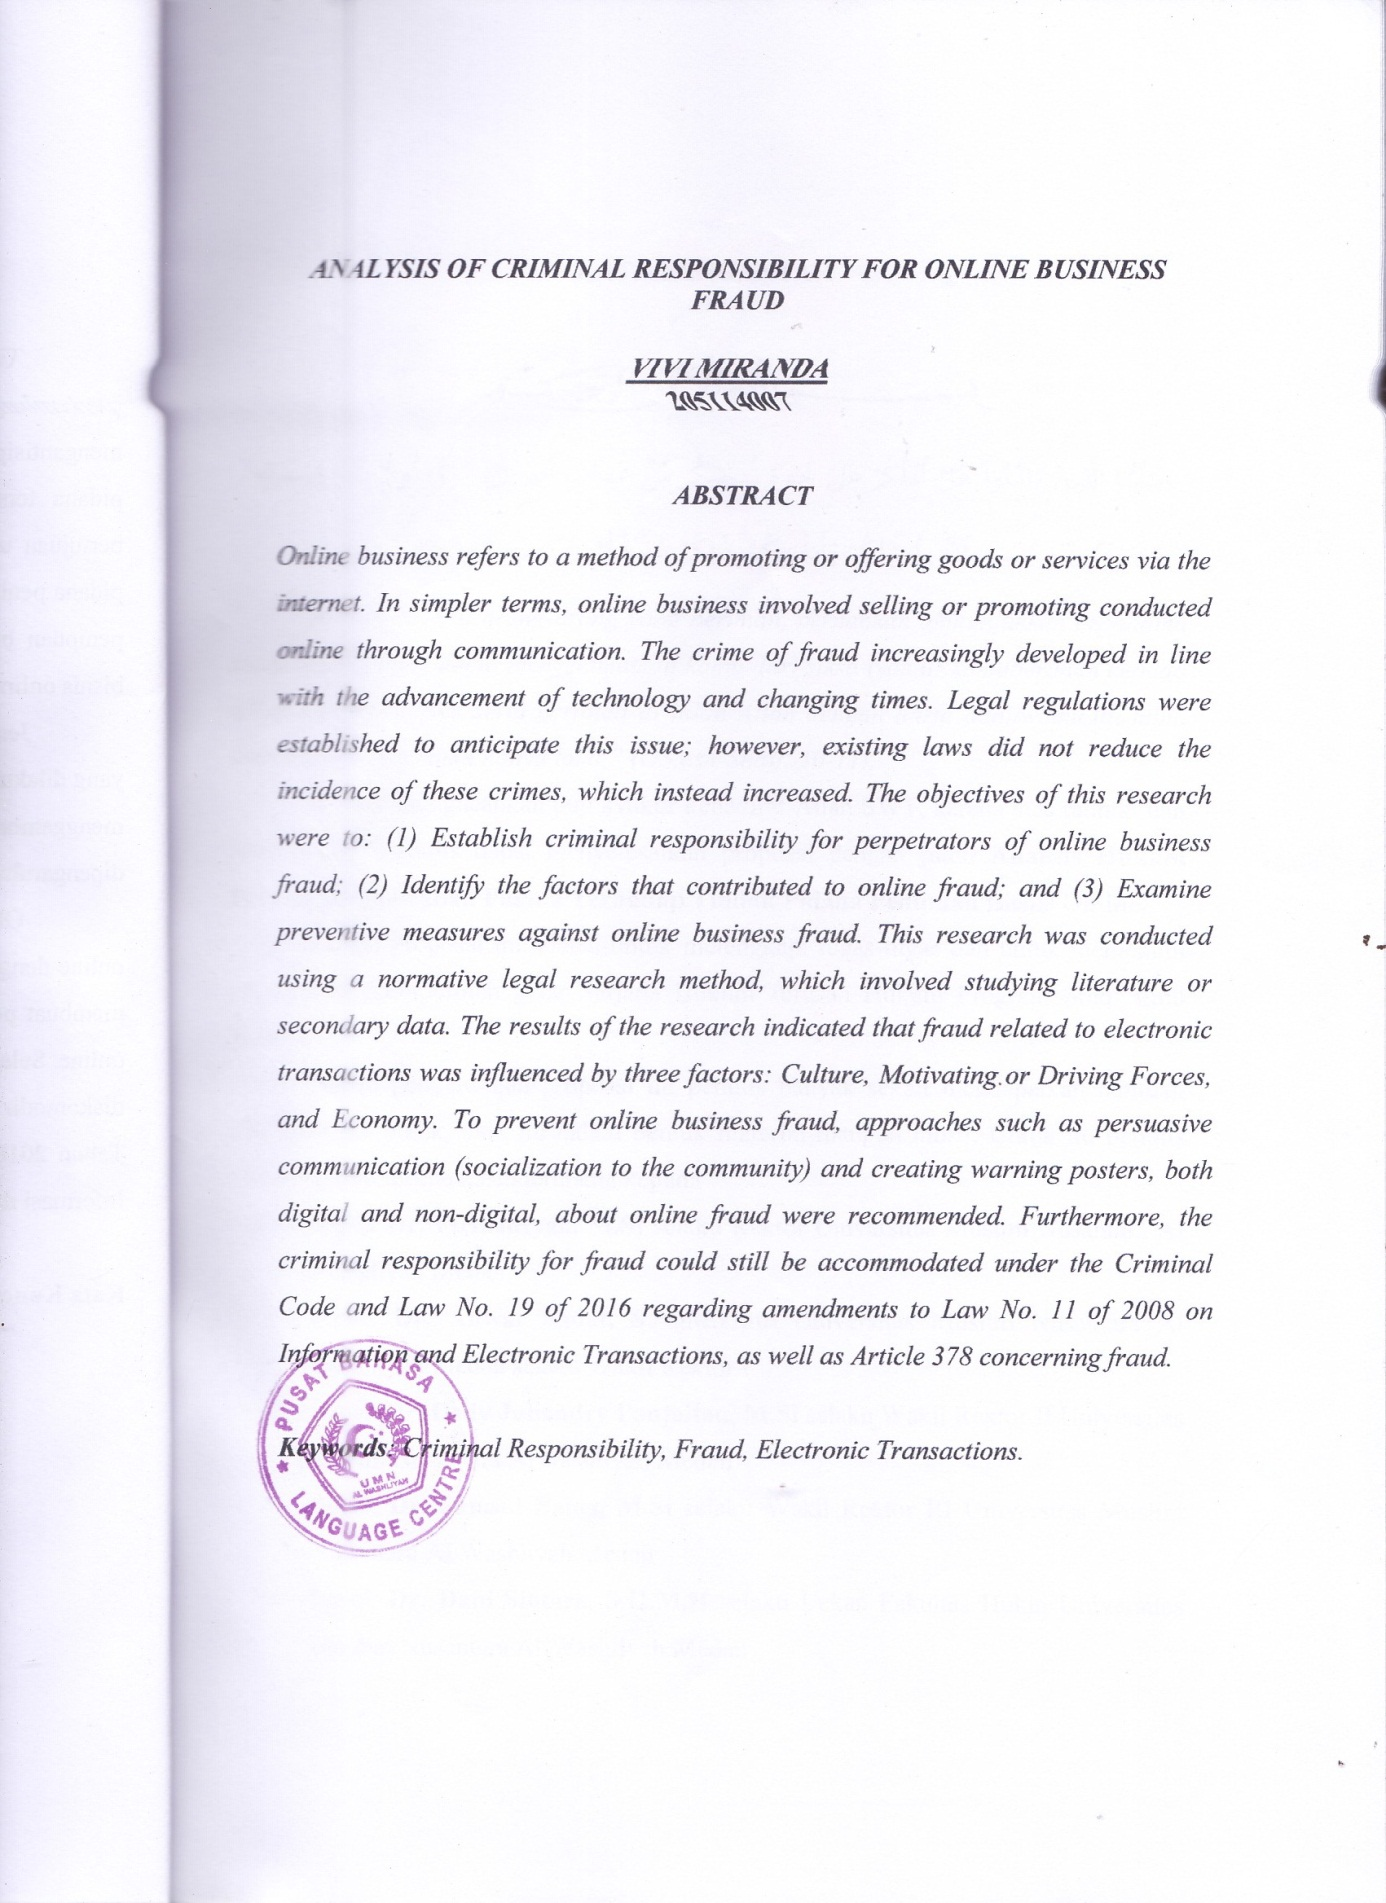 ANALYSIS OF CRIMINAL RESPONSIBILITY FOR ONLINE BUSINESS
FRAUD
VIVI MIRANDA
205114007
ABSTRACT
Online business refers to a method of promoting or offering goods or services via the
internet. In simpler terms, online business involved selling or promoting conducted
online through communication. The crime of fraud increasingly developed in line
with the advancement of technology and changing times. Legal regulations were
established to anticipate this issue; however, existing laws did not reduce the
incidence of these crimes, which instead increased. The objectives of this research
were to: (1) Establish criminal responsibility for perpetrators of online business
fraud; (2) Identify the factors that contributed to online fraud; and (3) Examine
preventive measures against online business fraud. This research was conducted
using a normative legal research method, which involved studying literature or
secondary data. The results of the research indicated that fraud related to electronic
transactions was influenced by three factors: Culture, Motivating or Driving Forces,
and Economy. To prevent online business fraud, approaches such as persuasive
communication (socialization to the community) and creating warning posters, both
digital and non-digital, about online fraud were recommended. Furthermore, the
criminal responsibility for fraud could still be accommodated under the Criminal
Code and Law No. 19 of 2016 regarding amendments to Law No. 11 of 2008 on
Information and Electronic Transactions, as well as Article 378 concerning fraud.
Keywords: Criminal Responsibility, Fraud, Electronic Transactions.
PUSAT BAHASA
UMN
AL WASHLIYAH
LANGUAGE CENTRE